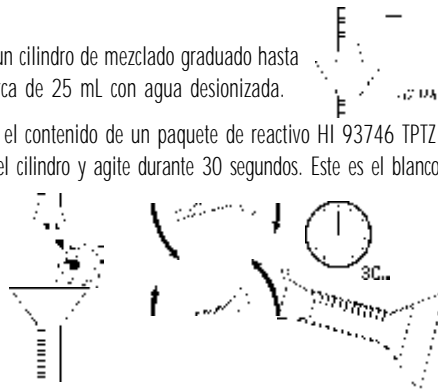 un cilindro de mezclado graduado hasta
rca de 25 mL con agua desionizada.
el contenido de un paquete de reactivo HI 93746 TPTZ
el cilindro y agite durante 30 segundos. Este es el blanco